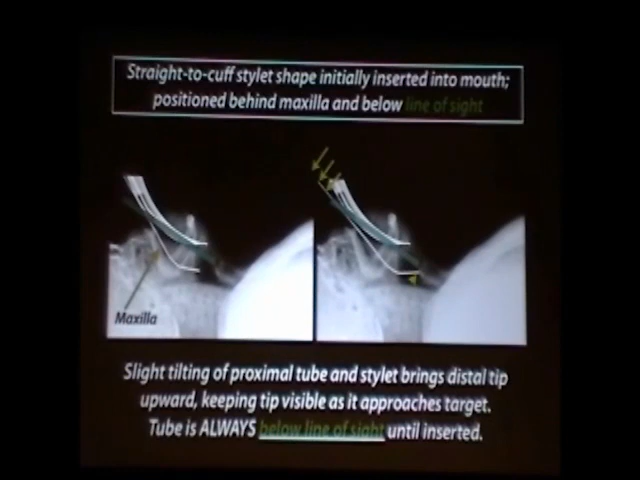 Straight-to-cuff stylet shape initially inserted into mouth;
positioned behind maxilla and below line of sight
Maxilla
Slight tilting of proximal tube and stylet brings distal tip
upward, keeping tip visible as it approaches target.
Tube is ALWAYS below line of sight until inserted.